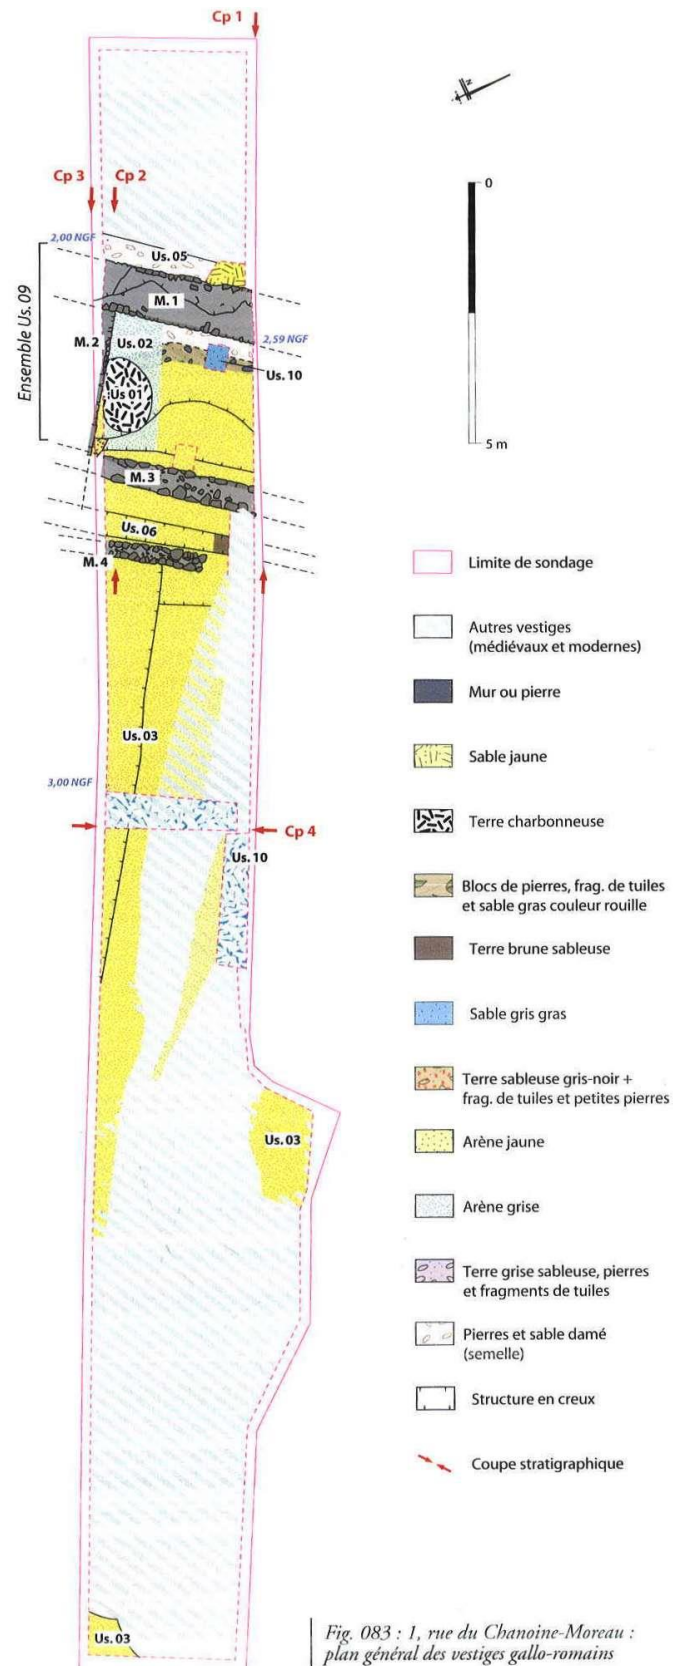 Cp 1
N
Cp 3
Cp 2
0
2,00 NGF
Us. 05
Ensemble Us. 09
M. 1
M. 2
Us. 02
2,59 NGF
Us 01
Us. 10
5 m
M. 3
Us. 06
M. 4
Limite de sondage
Autres vestiges
(médiévaux et modernes)
Mur ou pierre
Us. 03
Sable jaune
3,00 NGF
Terre charbonneuse
Cp 4
Us. 10
Blocs de pierres, frag. de tuiles
et sable gras couleur rouille
Terre brune sableuse
Sable gris gras
Terre sableuse gris-noir +
frag. de tuiles et petites pierres
Us. 03
Arène jaune
Arène grise
Terre grise sableuse, pierres
et fragments de tuiles
Pierres et sable damé
(semelle)
Structure en creux
Coupe stratigraphique
Us. 03
Fig. 083 : 1, rue du Chanoine-Moreau :
plan général des vestiges gallo-romains